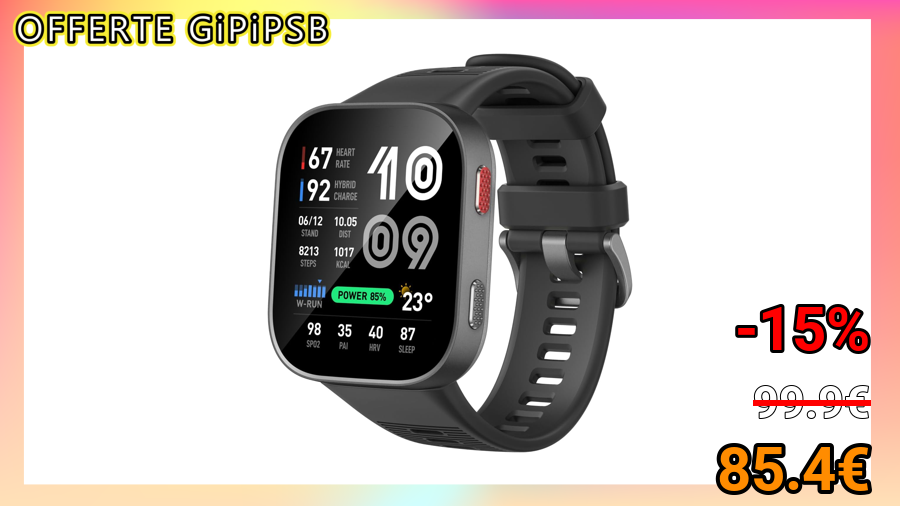 OFFERTE GiPiPSB
67 HEART RATE
92 HYBRID CHARGE
10
09
06/12 STAND
10.05 DIST
8213 STEPS
1017 KCAL
W-RUN
POWER 85%
23°
98 SPO2
35 PAI
40 HRV
87 SLEEP
-15%
99.9€
85.4€